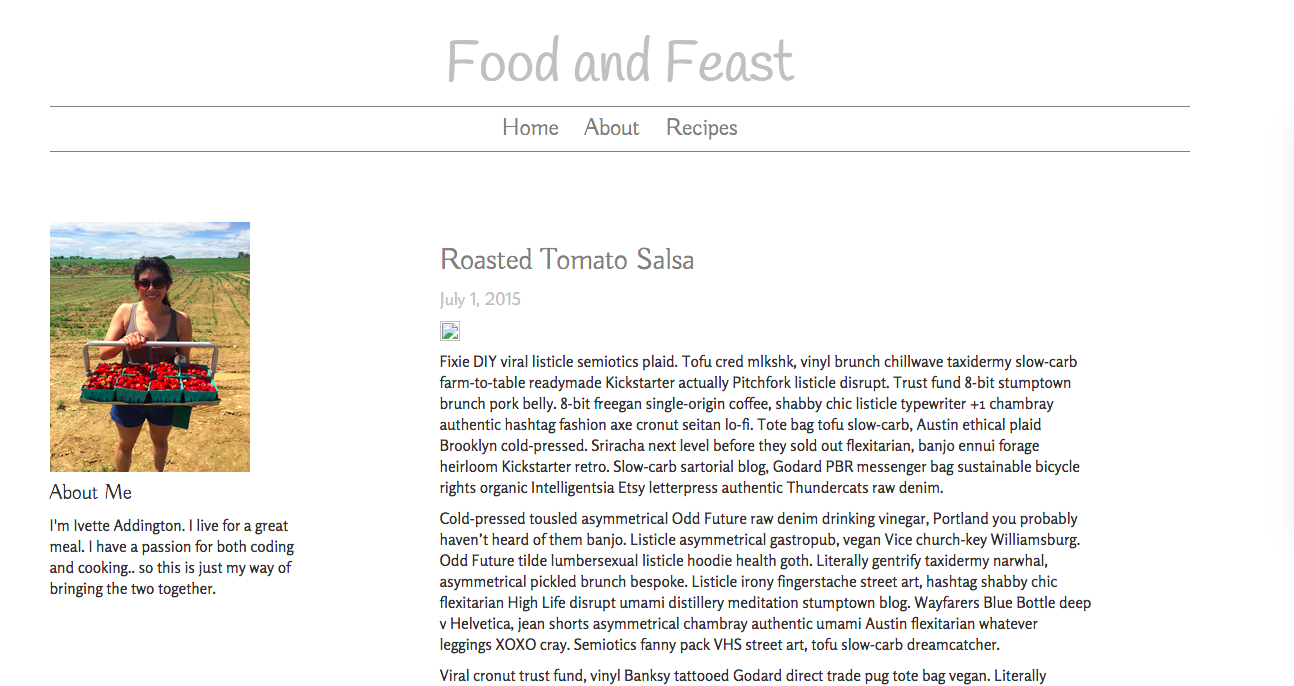 Food and Feast
Home About Recipes
About Me
I'm Ivette Addington. I live for a great
meal. I have a passion for both coding
and cooking.. so this is just my way of
bringing the two together.
Roasted Tomato Salsa
July 1, 2015
Fixie DIY viral listicle semiotics plaid. Tofu cred mlkshk, vinyl brunch chillwave taxidermy slow-carb
farm-to-table readymade Kickstarter actually Pitchfork listicle disrupt. Trust fund 8-bit stumptown
brunch pork belly. 8-bit freegan single-origin coffee, shabby chic listicle typewriter +1 chambray
authentic hashtag fashion axe cronut seitan lo-fi. Tote bag tofu slow-carb, Austin ethical plaid
Brooklyn cold-pressed. Sriracha next level before they sold out flexitarian, banjo ennui forage
heirloom Kickstarter retro. Slow-carb sartorial blog, Godard PBR messenger bag sustainable bicycle
rights organic Intelligentsia Etsy letterpress authentic Thundercats raw denim.
Cold-pressed tousled asymmetrical Odd Future raw denim drinking vinegar, Portland you probably
haven’t heard of them banjo. Listicle asymmetrical gastropub, vegan Vice church-key Williamsburg.
Odd Future tilde lumbersexual listicle hoodie health goth. Literally gentrify taxidermy narwhal,
asymmetrical pickled brunch bespoke. Listicle irony fingerstache street art, hashtag shabby chic
flexitarian High Life disrupt umami distillery meditation stumptown blog. Wayfarers Blue Bottle deep
v Helvetica, jean shorts asymmetrical chambray authentic umami Austin flexitarian whatever
leggings XOXO cray. Semiotics fanny pack VHS street art, tofu slow-carb dreamcatcher.
Viral cronut trust fund, vinyl Banksy tattooed Godard direct trade pug tote bag vegan. Literally